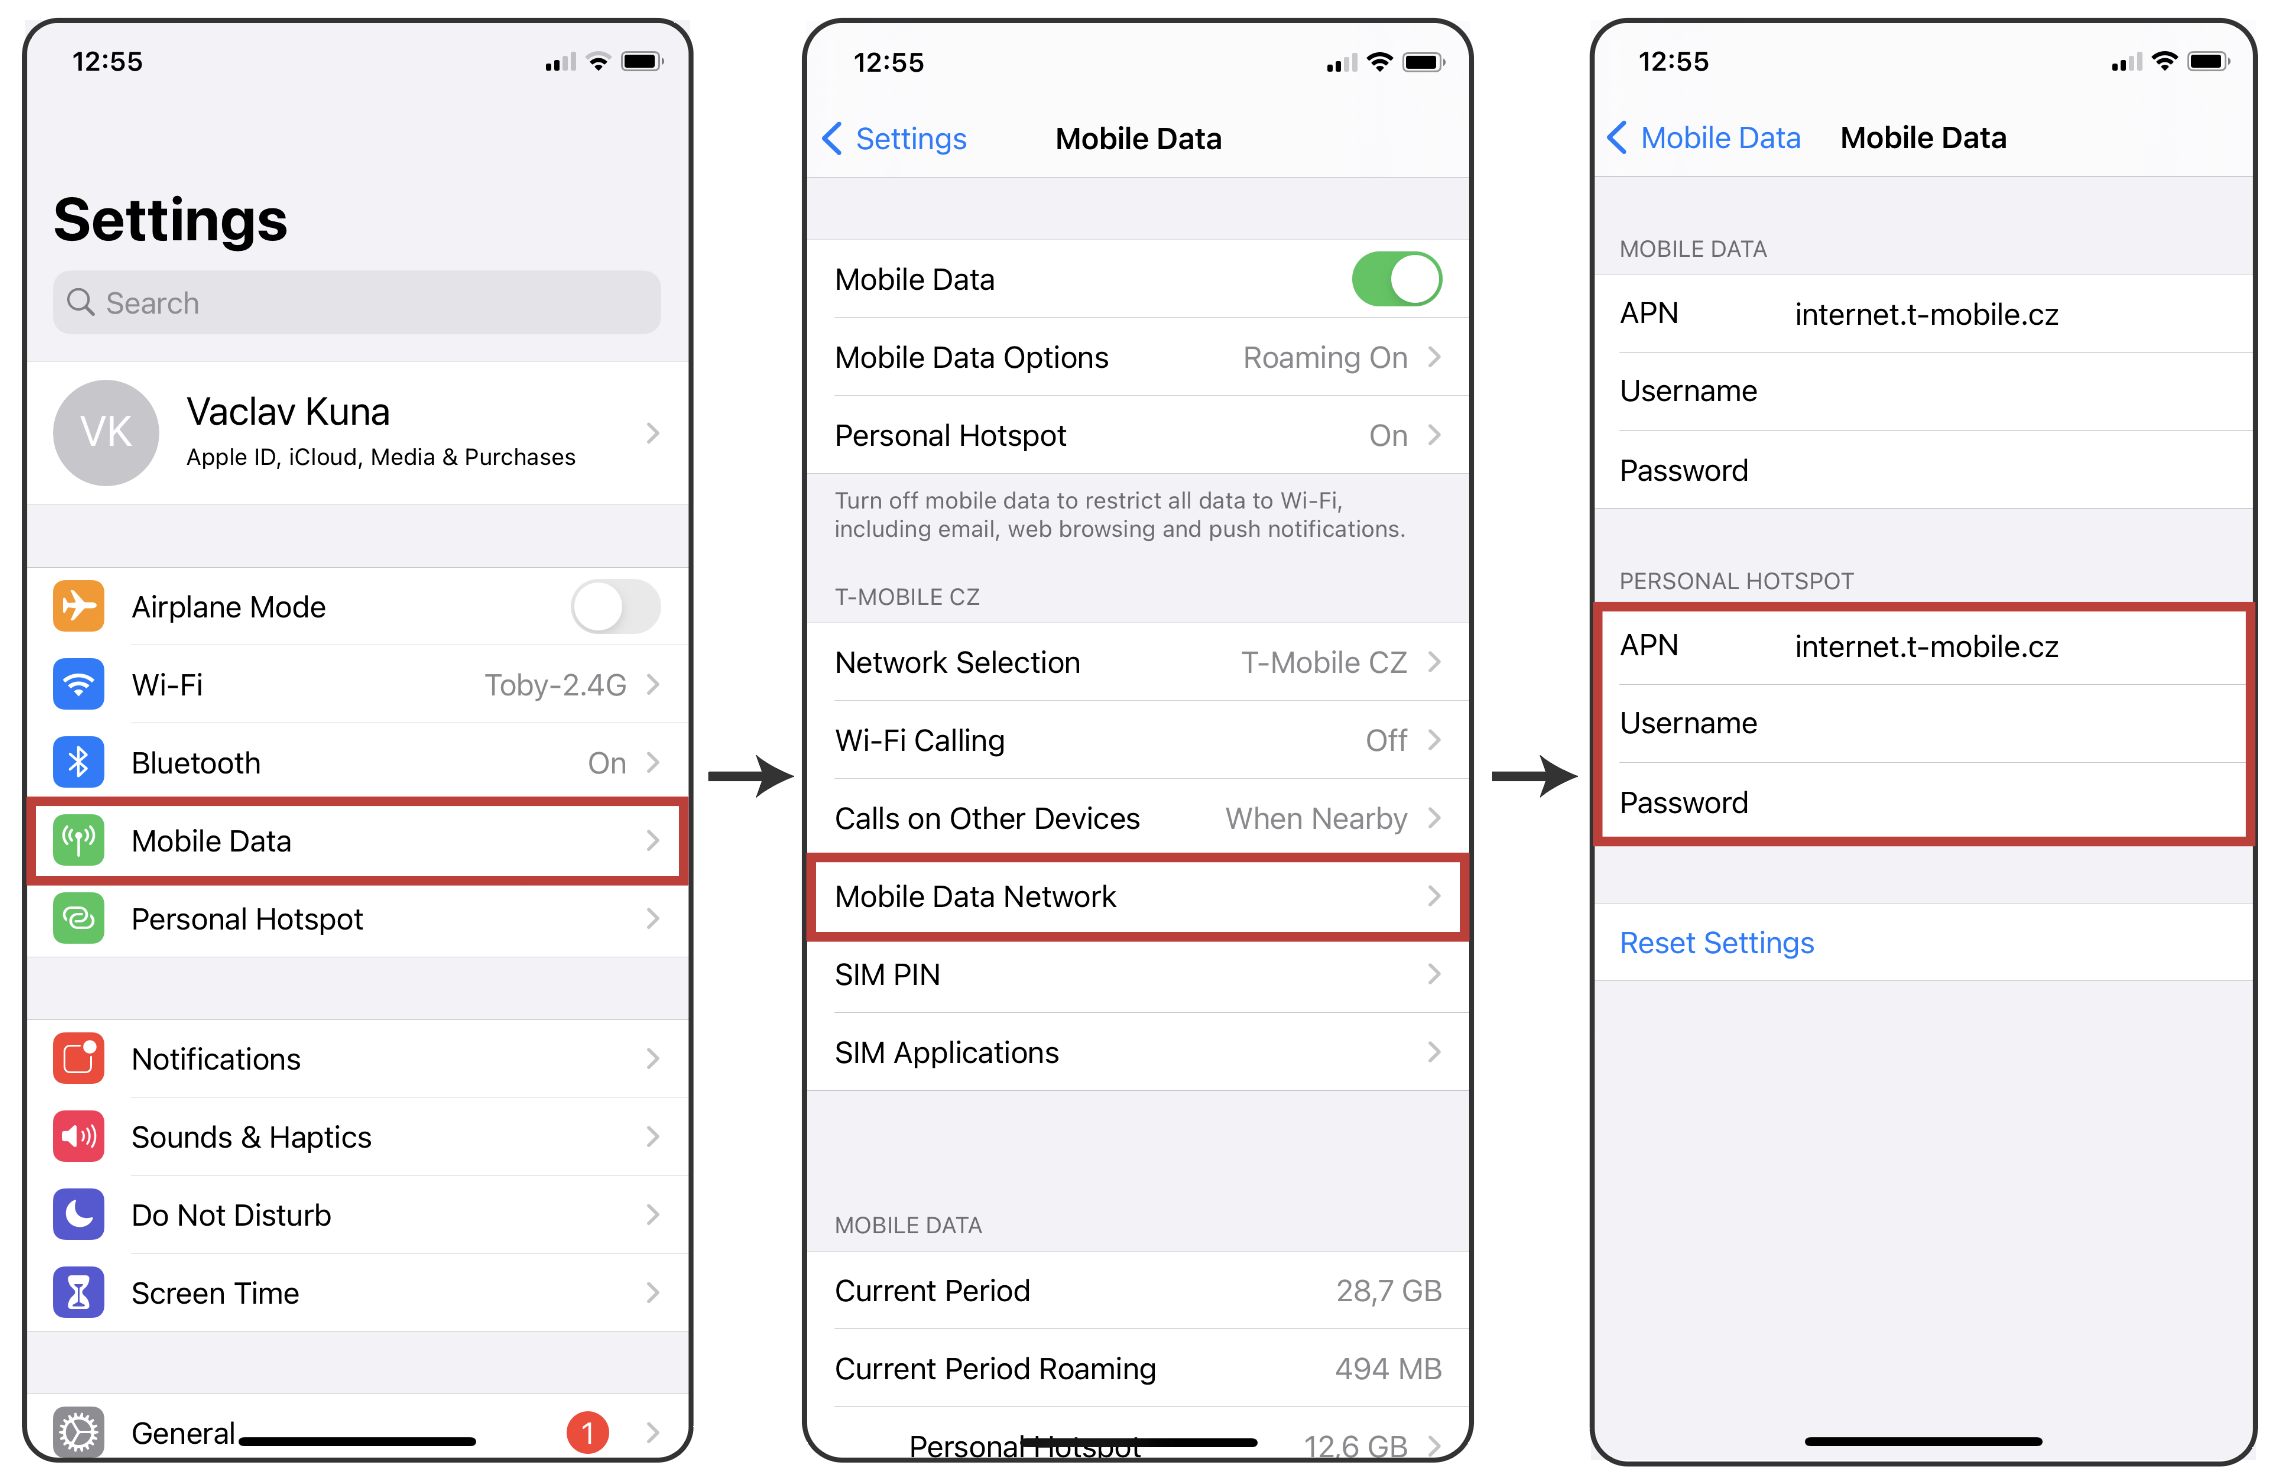 12:55
Settings
Search
VK
Vaclav Kuna
Apple ID, iCloud, Media & Purchases
Airplane Mode
Wi-Fi Toby-2.4G
Bluetooth On
Mobile Data
Personal Hotspot
Notifications
Sounds & Haptics
Do Not Disturb
Screen Time
General 1
12:55
Settings Mobile Data
Mobile Data
Mobile Data Options Roaming On
Personal Hotspot On
Turn off mobile data to restrict all data to Wi-Fi,
including email, web browsing and push notifications.
T-MOBILE CZ
Network Selection T-Mobile CZ
Wi-Fi Calling Off
Calls on Other Devices When Nearby
Mobile Data Network
SIM PIN
SIM Applications
MOBILE DATA
Current Period 28,7 GB
Current Period Roaming 494 MB
Personal Hotspot 12,6 GB
12:55
Mobile Data Mobile Data
MOBILE DATA
APN internet.t-mobile.cz
Username
Password
PERSONAL HOTSPOT
APN internet.t-mobile.cz
Username
Password
Reset Settings